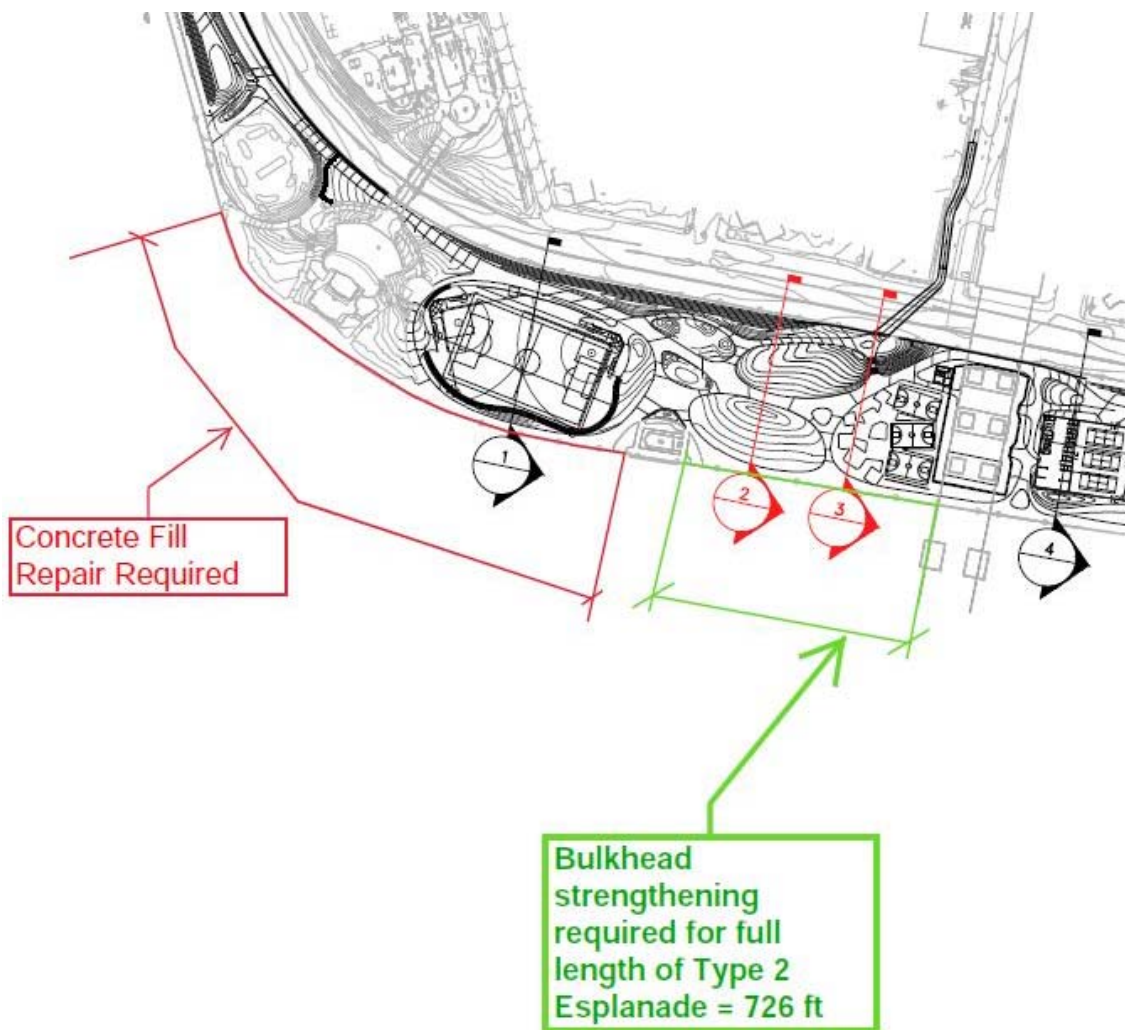 1
2
3
4
Concrete Fill
Repair Required
Bulkhead
strengthening
required for full
length of Type 2
Esplanade = 726 ft